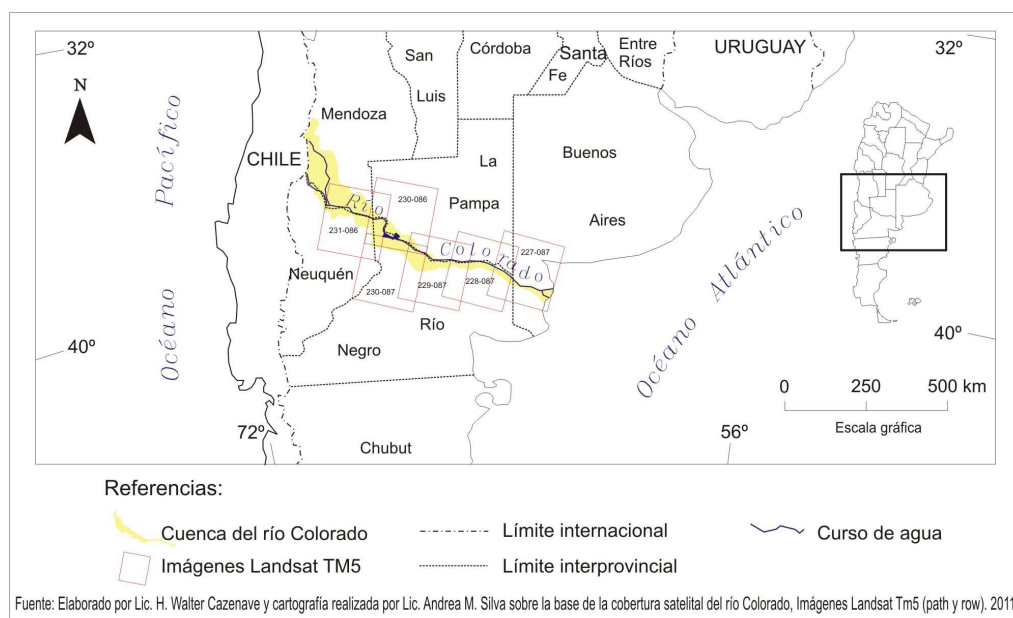 32º
32º
N
Océano Pacífico
CHILE
Mendoza
San
Luis
Córdoba
Santa
Fe
Entre
Ríos
URUGUAY
La
Pampa
Buenos
Aires
Río Colorado
230-086
231-086
227-087
230-087
229-087
228-087
Neuquén
Río
Negro
Chubut
Océano Atlántico
40º
40º
72º
56º
0 250 500 km
Escala gráfica
Referencias:
Cuenca del río Colorado
Límite internacional
Curso de agua
Imágenes Landsat TM5
Límite interprovincial
Fuente: Elaborado por Lic. H. Walter Cazenave y cartografía realizada por Lic. Andrea M. Silva sobre la base de la cobertura satelital del río Colorado, Imágenes Landsat Tm5 (path y row). 2011